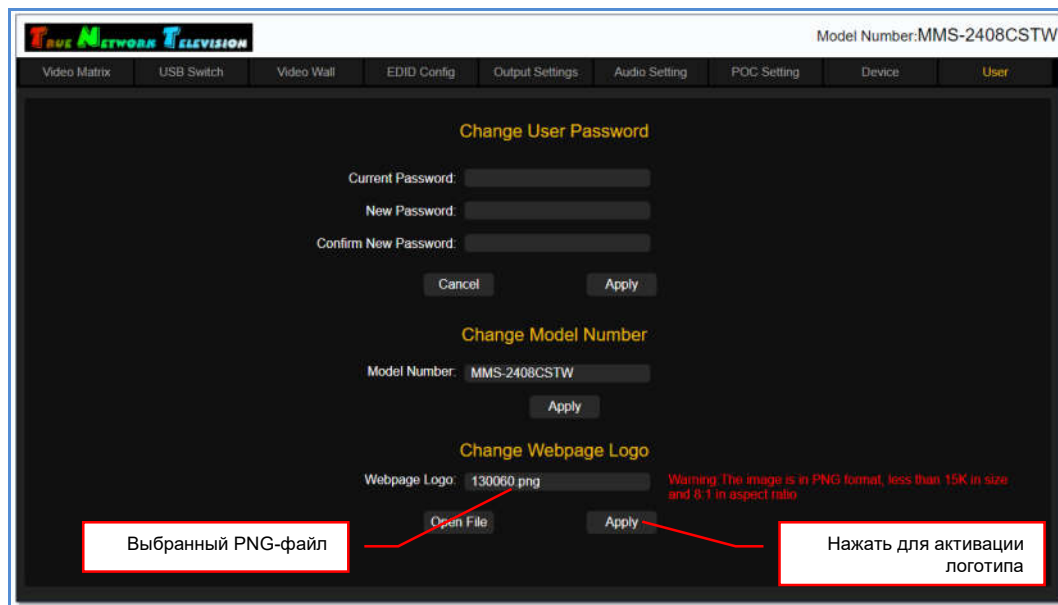 TRUE NETWORK TELEVISION
Model Number:MMS-2408CSTW
Video Matrix USB Switch Video Wall EDID Config Output Settings Audio Setting POC Setting Device User
Change User Password
Current Password:
New Password:
Confirm New Password:
Cancel Apply
Change Model Number
Model Number: MMS-2408CSTW
Apply
Change Webpage Logo
Webpage Logo: 130060.png
Warning:The image is in PNG format, less than 15K in size
and 8:1 in aspect ratio
Open File Apply
Выбранный PNG-файл
Нажать для активации
логотипа